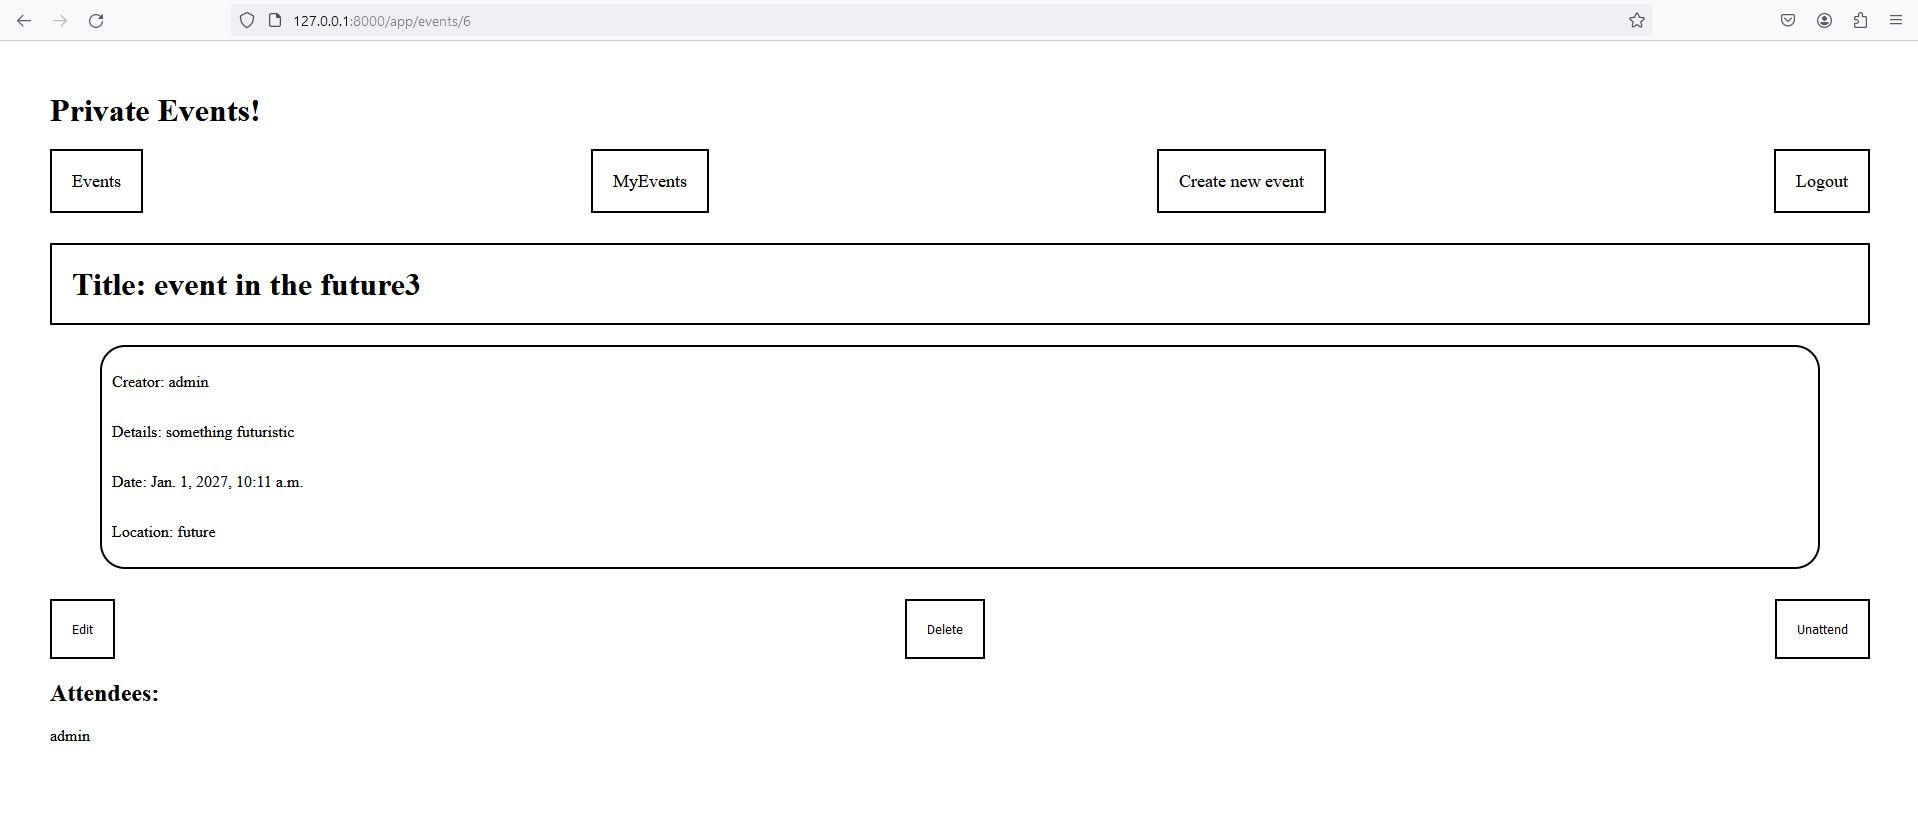 127.0.0.1:8000/app/events/6
Private Events!
Events MyEvents Create new event Logout
Title: event in the future3
Creator: admin
Details: something futuristic
Date: Jan. 1, 2027, 10:11 a.m.
Location: future
Edit Delete Unattend
Attendees:
admin